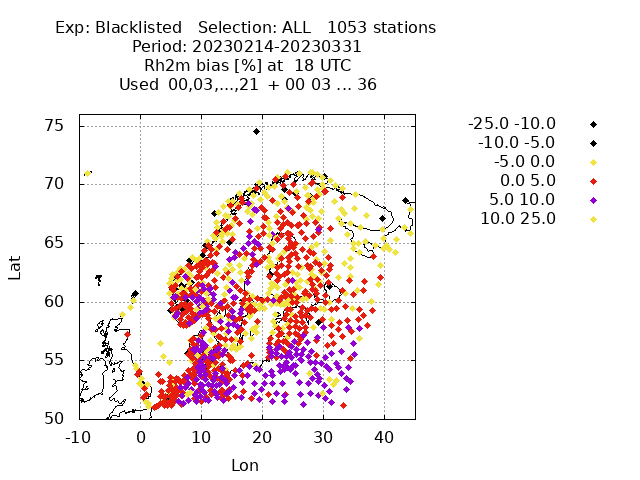 Exp: Blacklisted   Selection: ALL   1053 stations
Period: 20230214-20230331
Rh2m bias [%] at  18 UTC
Used  00,03,...,21  + 00 03 ... 36
-25.0 -10.0
-10.0 -5.0
-5.0 0.0
0.0 5.0
5.0 10.0
10.0 25.0
75
70
65
60
55
50
Lat
-10 0 10 20 30 40
Lon